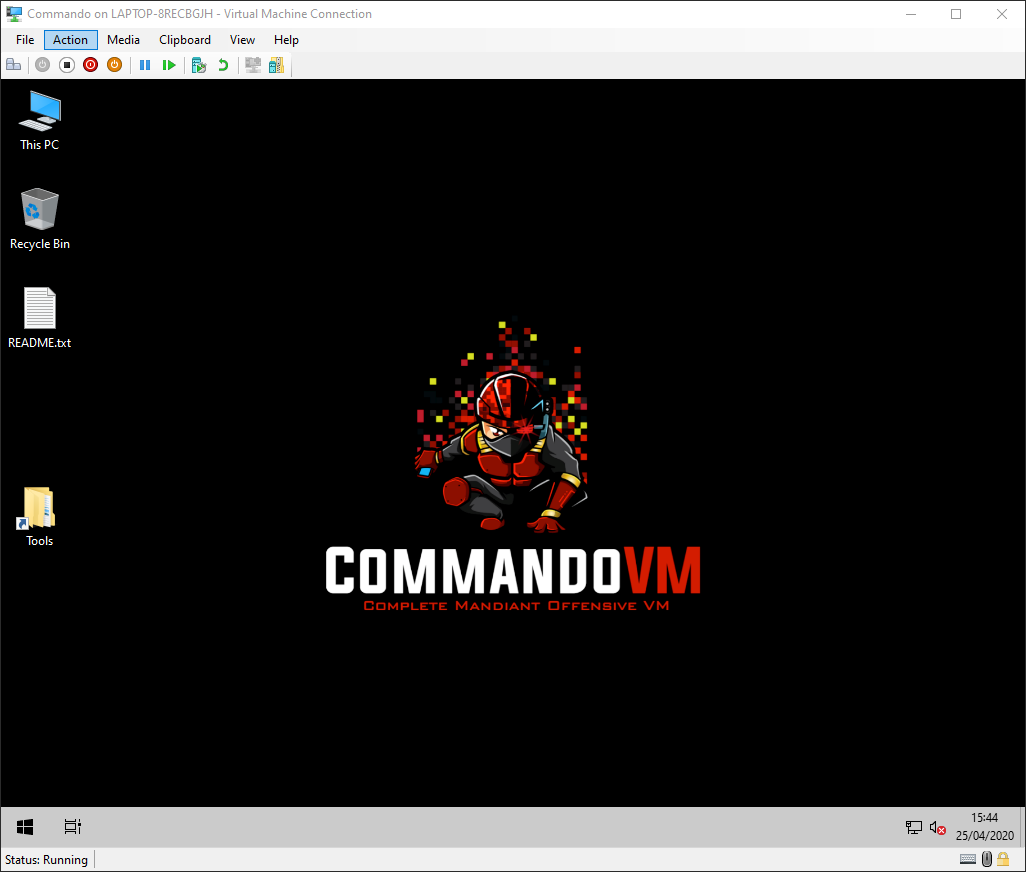 Commando on LAPTOP-8RECBGJH - Virtual Machine Connection
File Action Media Clipboard View Help
This PC
Recycle Bin
README.txt
Tools
COMMANDOVM
COMPLETE MANDIANT OFFENSIVE VM
15:44
25/04/2020
Status: Running